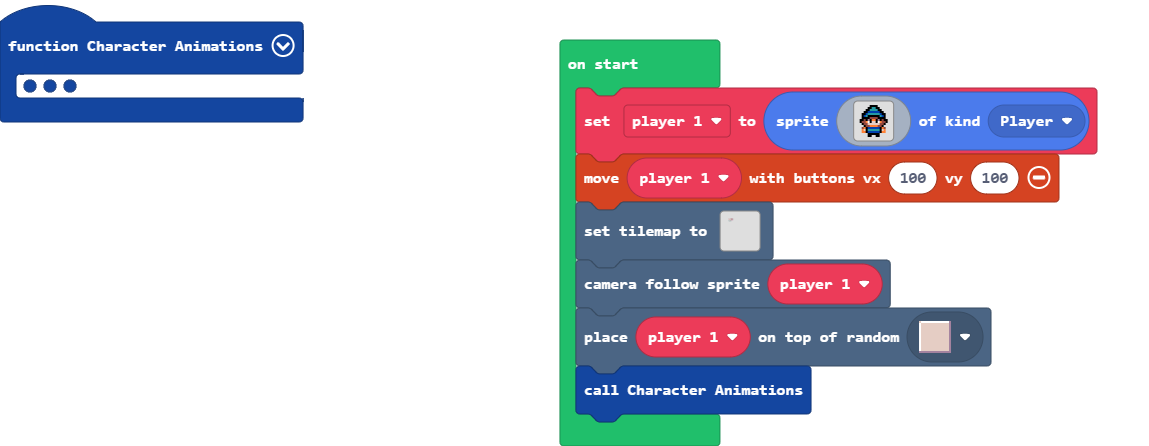 function Character Animations
on start
set player 1 to sprite of kind Player
move player 1 with buttons vx 100 vy 100
set tilemap to
camera follow sprite player 1
place player 1 on top of random
call Character Animations